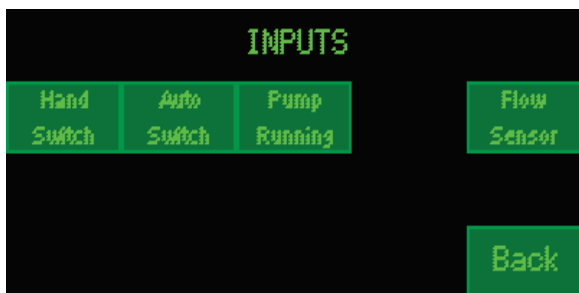 INPUTS
Hand
Switch
Auto
Switch
Pump
Running
Flow
Sensor
Back